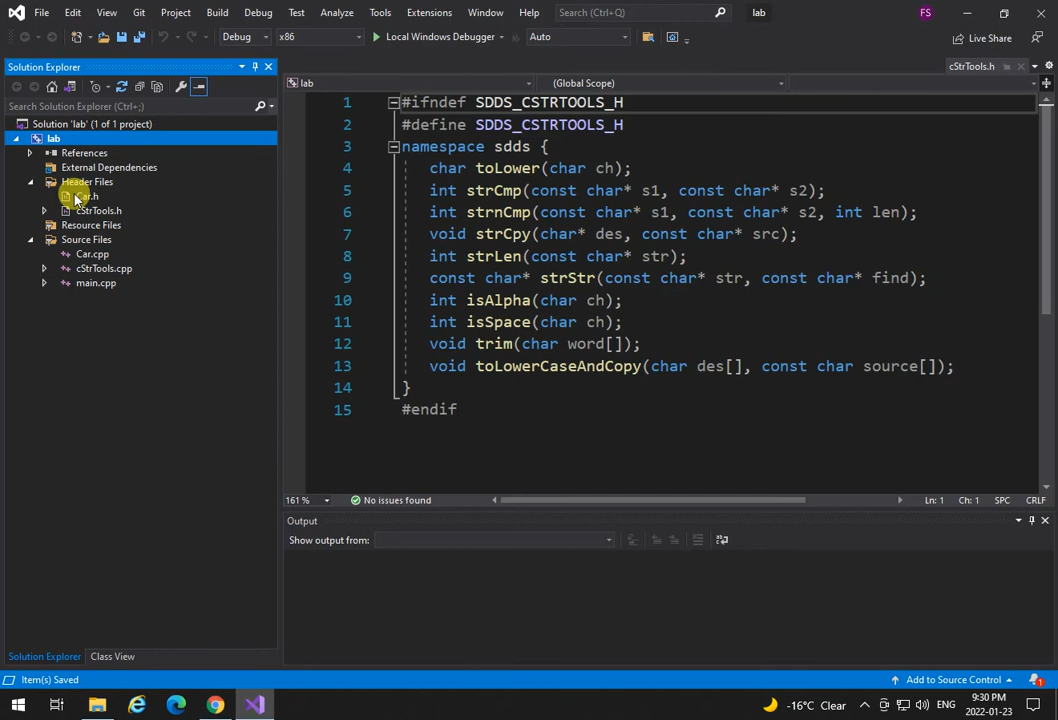 File Edit View Git Project Build Debug Test Analyze Tools Extensions Window Help Search (Ctrl+Q) lab FS
Debug x86 Local Windows Debugger Auto Live Share
Solution Explorer
Search Solution Explorer (Ctrl+;)
Solution 'lab' (1 of 1 project)
lab
References
External Dependencies
Header Files
Car.h
cStrTools.h
Resource Files
Source Files
Car.cpp
cStrTools.cpp
main.cpp
Solution Explorer Class View
cStrTools.h
lab (Global Scope)
1 #ifndef SDDS_CSTRTOOLS_H
2 #define SDDS_CSTRTOOLS_H
3 namespace sdds {
4 char toLower(char ch);
5 int strCmp(const char* s1, const char* s2);
6 int strnCmp(const char* s1, const char* s2, int len);
7 void strCpy(char* des, const char* src);
8 int strLen(const char* str);
9 const char* strStr(const char* str, const char* find);
10 int isAlpha(char ch);
11 int isSpace(char ch);
12 void trim(char word[]);
13 void toLowerCaseAndCopy(char des[], const char source[]);
14 }
15 #endif
161 % No issues found Ln: 1 Ch: 1 SPC CRLF
Output
Show output from:
Item(s) Saved Add to Source Control 1
-16°C Clear ENG 9:30 PM
2022-01-23